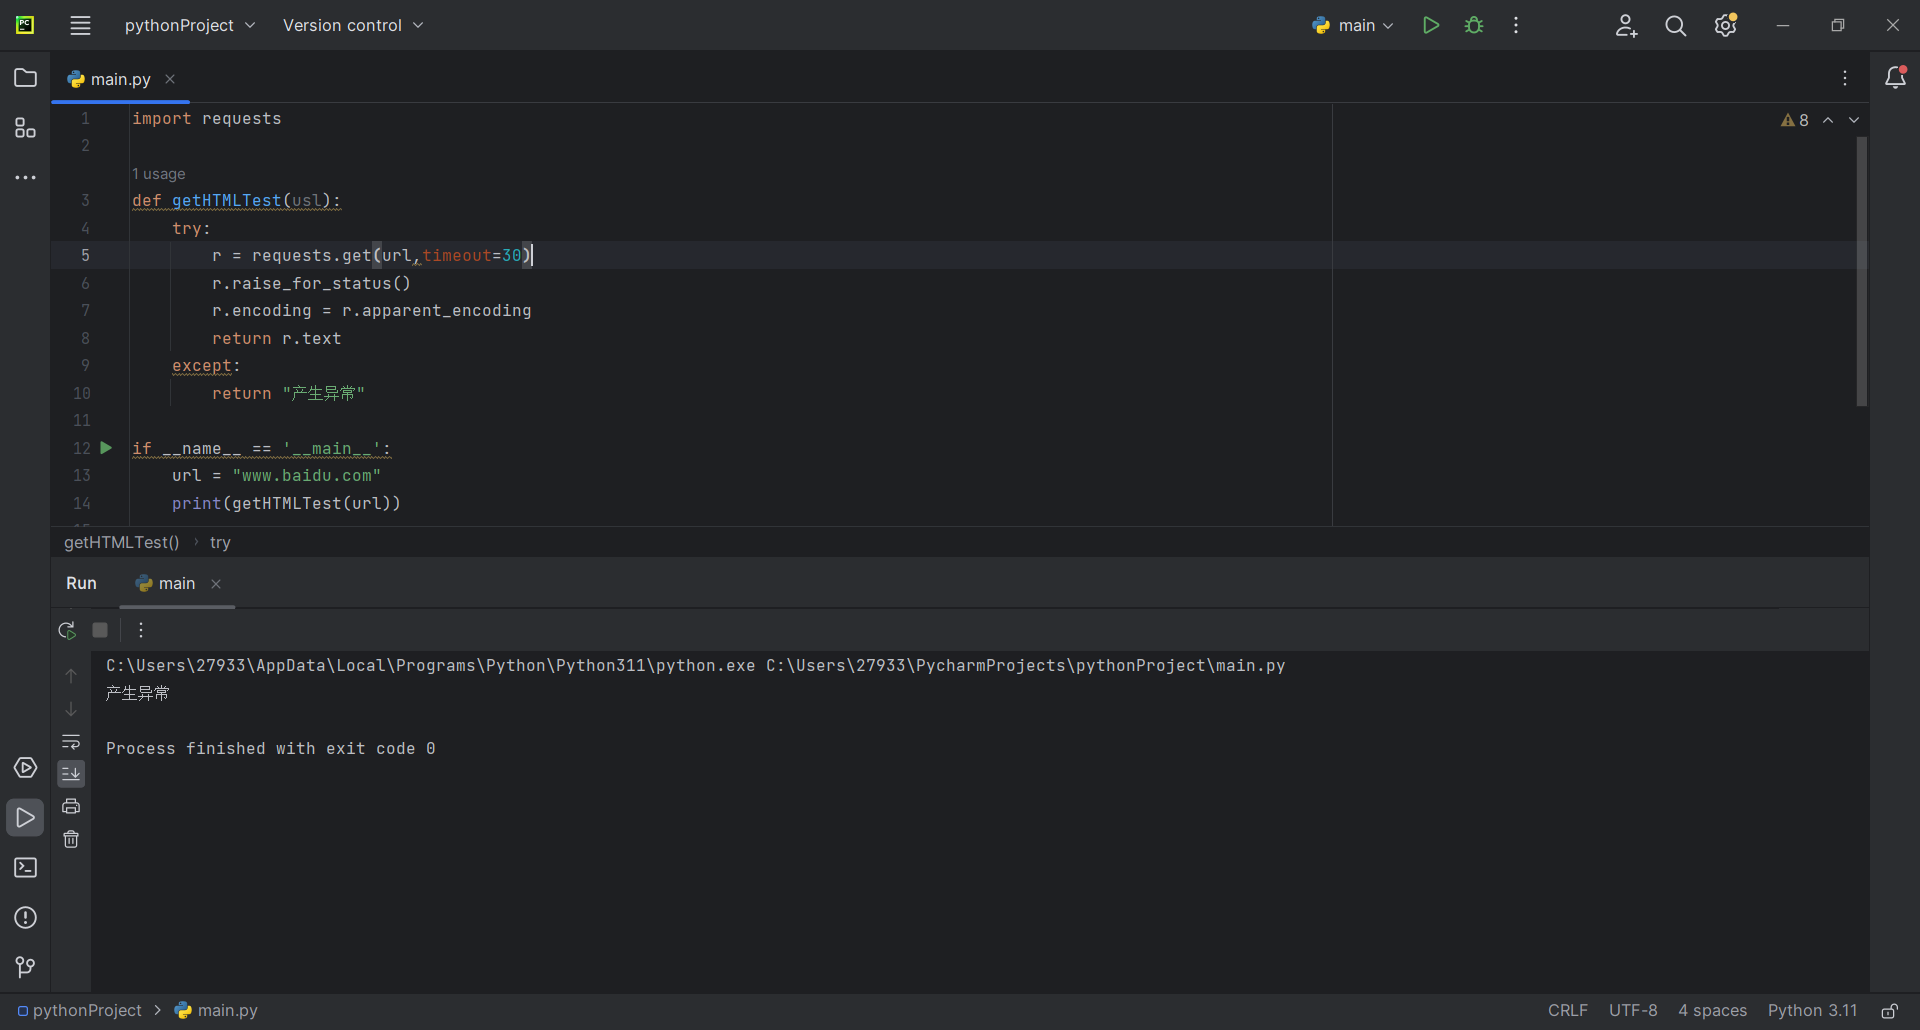 PC
pythonProject
Version control
main
main.py
8
1 import requests
2
1 usage
3 def getHTMLTest(usl):
4     try:
5         r = requests.get(url,timeout=30)
6         r.raise_for_status()
7         r.encoding = r.apparent_encoding
8         return r.text
9     except:
10         return "产生异常"
11
12 if __name__ == '__main__':
13     url = "www.baidu.com"
14     print(getHTMLTest(url))
getHTMLTest() › try
Run
main
C:\Users\27933\AppData\Local\Programs\Python\Python311\python.exe C:\Users\27933\PycharmProjects\pythonProject\main.py
产生异常
Process finished with exit code 0
pythonProject > main.py
CRLF UTF-8 4 spaces Python 3.11